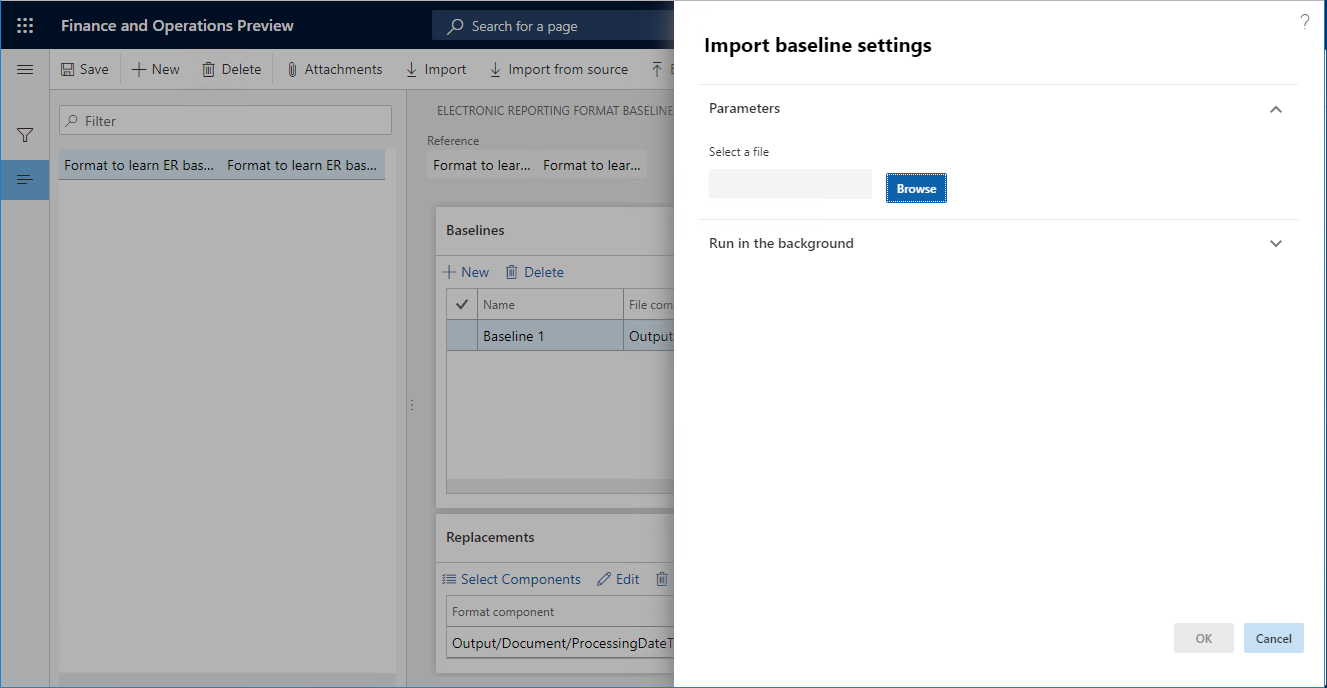 Finance and Operations Preview
Search for a page
?
Save
New
Delete
Attachments
Import
Import from source
Filter
Format to learn ER bas... Format to learn ER bas...
ELECTRONIC REPORTING FORMAT BASELINE
Reference
Format to lear... Format to lear...
Baselines
New
Delete
Name
File com
Baseline 1
Output
Replacements
Select Components
Edit
Format component
Output/Document/ProcessingDateT
Import baseline settings
Parameters
Select a file
Browse
Run in the background
OK
Cancel